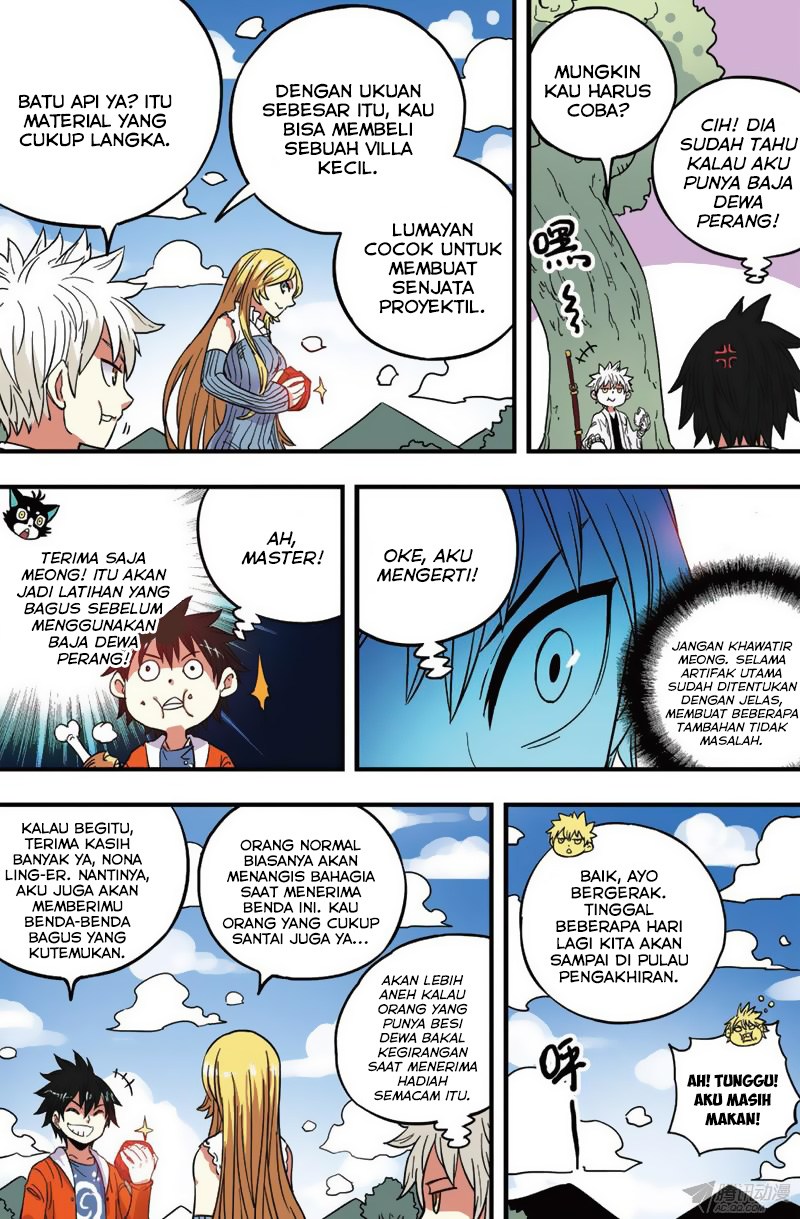 BATU API YA? ITU
MATERIAL YANG
CUKUP LANGKA.
DENGAN UKUAN
SEBESAR ITU, KAU
BISA MEMBELI
SEBUAH VILLA
KECIL.
LUMAYAN
COCOK UNTUK
MEMBUAT
SENJATA
PROYEKTIL.
MUNGKIN
KAU HARUS
COBA?
CIH! DIA
SUDAH TAHU
KALAU AKU
PUNYA BAJA
DEWA
PERANG!
嘿
AH,
MASTER!
TERIMA SAJA
MEONG! ITU AKAN
JADI LATIHAN YANG
BAGUS SEBELUM
MENGGUNAKAN
BAJA DEWA
PERANG!
OKE, AKU
MENGERTI!
JANGAN KHAWATIR
MEONG. SELAMA
ARTIFAK UTAMA
SUDAH DITENTUKAN
DENGAN JELAS,
MEMBUAT BEBERAPA
TAMBAHAN TIDAK
MASALAH.
KALAU BEGITU,
TERIMA KASIH
BANYAK YA, NONA
LING-ER. NANTINYA,
AKU JUGA AKAN
MEMBERIMU
BENDA-BENDA
BAGUS YANG
KUTEMUKAN.
ORANG NORMAL
BIASANYA AKAN
MENANGIS BAHAGIA
SAAT MENERIMA
BENDA INI. KAU
ORANG YANG CUKUP
SANTAI JUGA YA...
AKAN LEBIH
ANEH KALAU
ORANG YANG
PUNYA BESI
DEWA BAKAL
KEGIRANGAN
SAAT MENERIMA
HADIAH
SEMACAM ITU.
BAIK, AYO
BERGERAK.
TINGGAL
BEBERAPA HARI
LAGI KITA AKAN
SAMPAI DI PULAU
PENGAKHIRAN.
AH! TUNGGU!
AKU MASIH
MAKAN!
呼
腾讯动漫
AC.QQ.COM